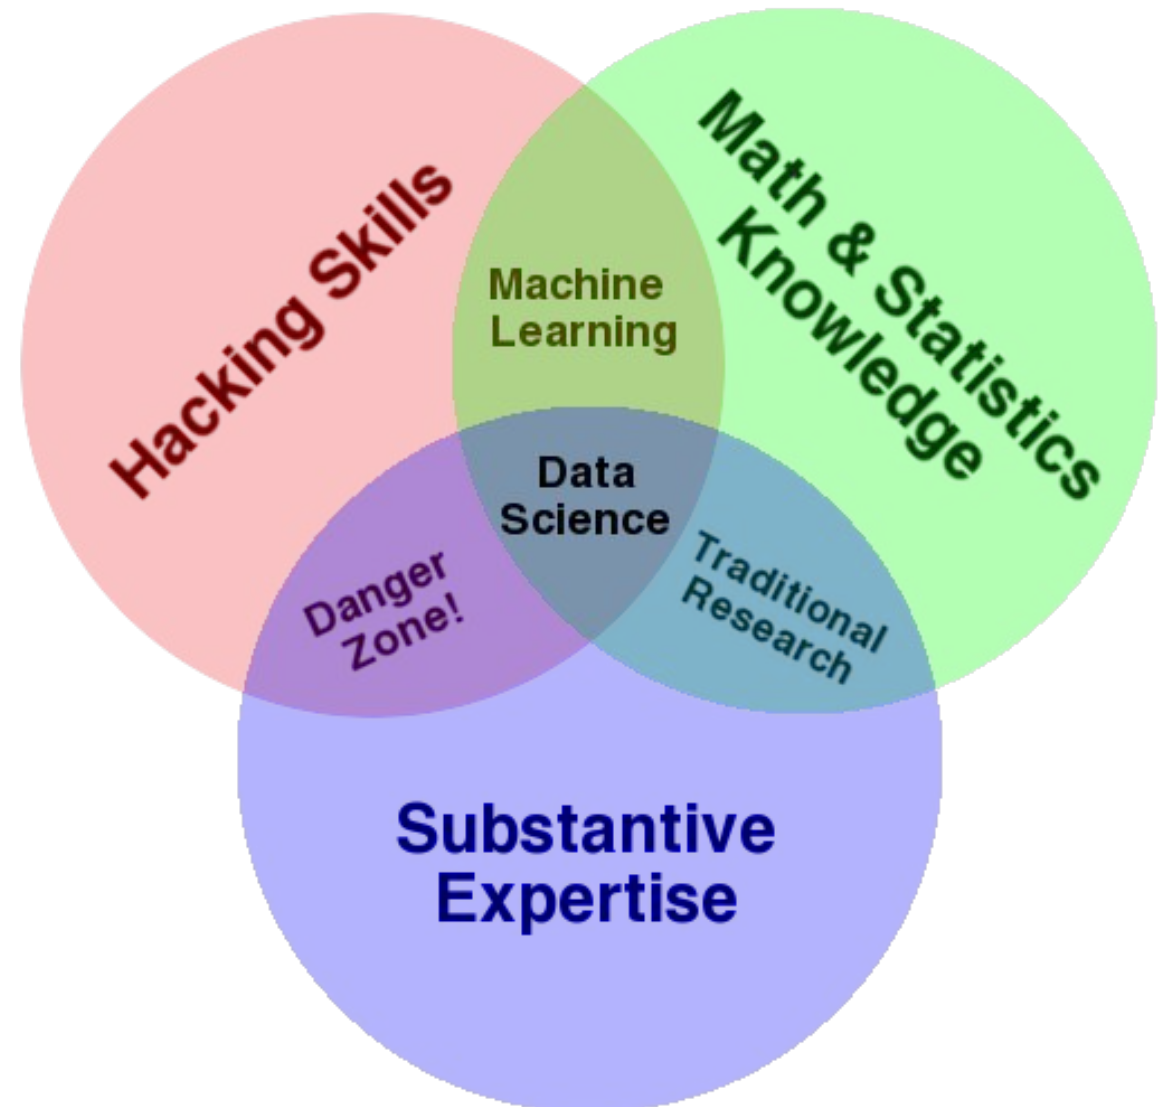 Hacking Skills
Math & Statistics
Knowledge
Machine
Learning
Data
Science
Danger
Zone!
Traditional
Research
Substantive
Expertise